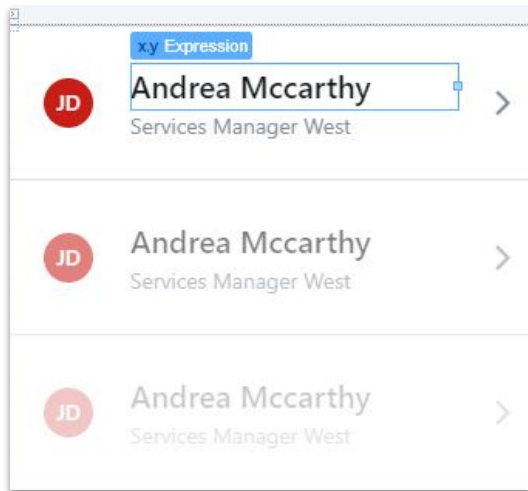 x.y Expression
JD
Andrea Mccarthy
Services Manager West
JD
Andrea Mccarthy
Services Manager West
JD
Andrea Mccarthy
Services Manager West